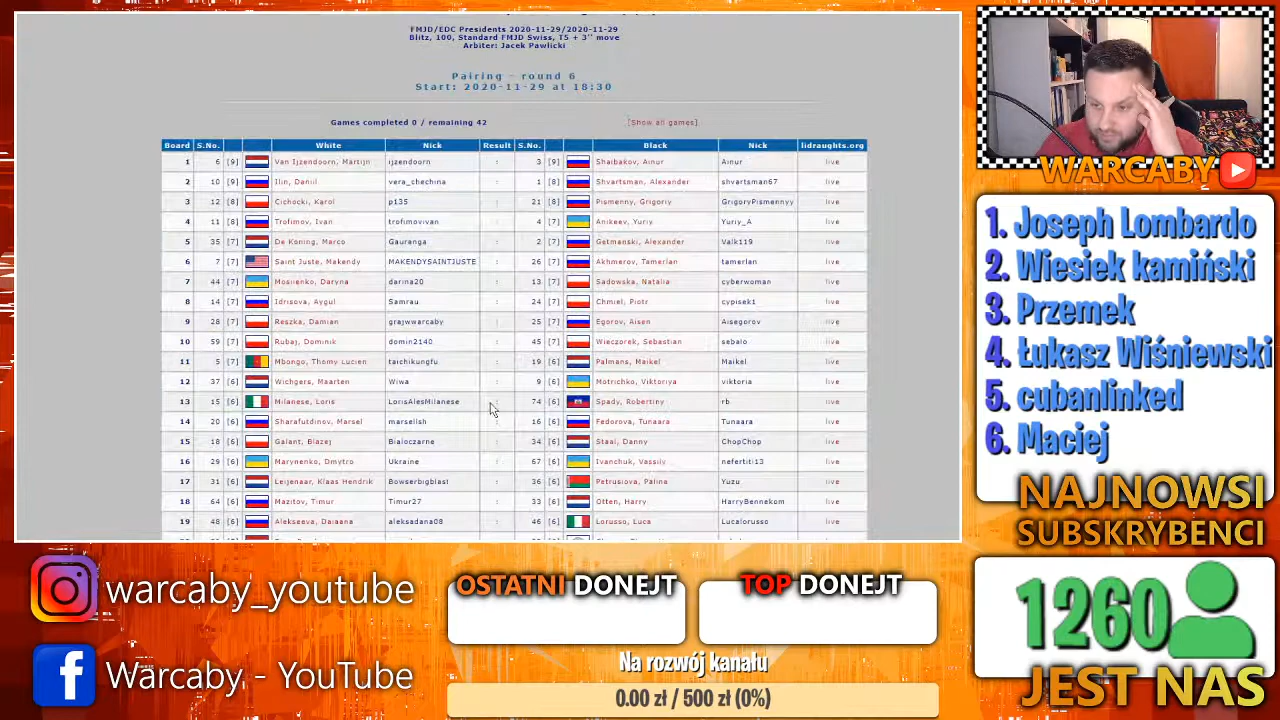 FMJD/EDC Presidents 2020-11-29/2020-11-29
Blitz, 100, Standard FMJD Swiss, T5 + 3'' move
Arbiter: Jacek Pawlicki
Pairing - round 6
Start: 2020-11-29 at 18:30
Games completed 0 / remaining 42 [Show all games]
Board S.No. White Nick Result S.No. Black Nick lidraughts.org
1 6 [9] Van Ijzendoorn, Martijn ijzendoorn : 3 [9] Shaibakov, Ainur Ainur live
2 10 [9] Ilin, Daniil vera_chechina : 1 [8] Shvartsman, Alexander shvartsman67 live
3 12 [8] Cichocki, Karol p135 : 21 [8] Pismenny, Grigoriy GrigoryPismennyy live
4 11 [8] Trofimov, Ivan trofimovivan : 4 [7] Anikeev, Yuriy Yuriy_A live
5 35 [7] De Koning, Marco Gauranga : 2 [7] Getmanski, Alexander Valk119 live
6 7 [7] Saint Juste, Makendy MAKENDYSAINTJUSTE : 26 [7] Akhmerov, Tamerlan tamerlan live
7 44 [7] Mosiienko, Daryna darina20 : 13 [7] Sadowska, Natalia cyberwoman live
8 14 [7] Idrisova, Aygul Samrau : 24 [7] Chmiel, Piotr cypisek1 live
9 28 [7] Reszka, Damian grajwwarcaby : 25 [7] Egorov, Aisen Aisegorov live
10 59 [7] Rubaj, Dominik domin2140 : 45 [7] Wieczorek, Sebastian sebalo live
11 5 [7] Mbongo, Thomy Lucien taichikungfu : 19 [6] Palmans, Maikel Maikel live
12 37 [6] Wichgers, Maarten Wiwa : 9 [6] Motrichko, Viktoriya viktoria live
13 15 [6] Milanese, Loris LorisAlesMilanese 74 [6] Spady, Robertiny rb live
14 20 [6] Sharafutdinov, Marsel marsellsh : 16 [6] Fedorova, Tunaara Tunaara live
15 18 [6] Galant, Blazej Bialoczarne : 34 [6] Staal, Danny ChopChop live
16 29 [6] Marynenko, Dmytro Ukraine : 67 [6] Ivanchuk, Vassily nefertiti13 live
17 31 [6] Leijenaar, Klaas Hendrik Bowserbigblast : 36 [6] Petrusiova, Palina Yuzu live
18 64 [6] Mazitov, Timur Timur27 : 33 [6] Otten, Harry HarryBennekom live
19 48 [6] Alekseeva, Daiaana aleksadana08 : 46 [6] Lorusso, Luca Lucalorusso live
WARCABY
1. Joseph Lombardo
2. Wiesiek kamiński
3. Przemek
4. Łukasz Wiśniewski
5. cubanlinked
6. Maciej
NAJNOWSI
SUBSKRYBENCI
1260
JEST NAS
warcaby_youtube
Warcaby - YouTube
OSTATNI DONEJT
TOP DONEJT
Na rozwój kanału
0.00 zł / 500 zł (0%)